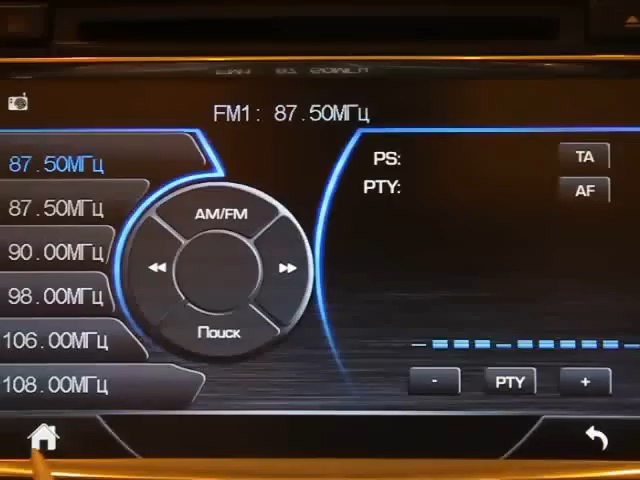 FM1: 87.50МГц
87.50МГц
87.50МГц
90.00МГц
98.00МГц
106.00МГц
108.00МГц
AM/FM
Поиск
PS:
PTY:
TA
AF
-
PTY
+